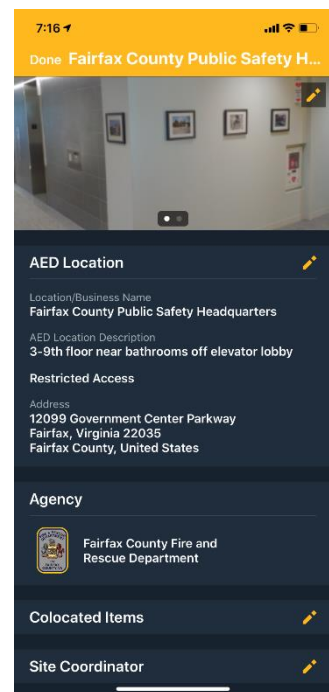 7:16
Done Fairfax County Public Safety H...
AED Location
Location/Business Name
Fairfax County Public Safety Headquarters
AED Location Description
3-9th floor near bathrooms off elevator lobby
Restricted Access
Address
12099 Government Center Parkway
Fairfax, Virginia 22035
Fairfax County, United States
Agency
Fairfax County Fire and
Rescue Department
Colocated Items
Site Coordinator